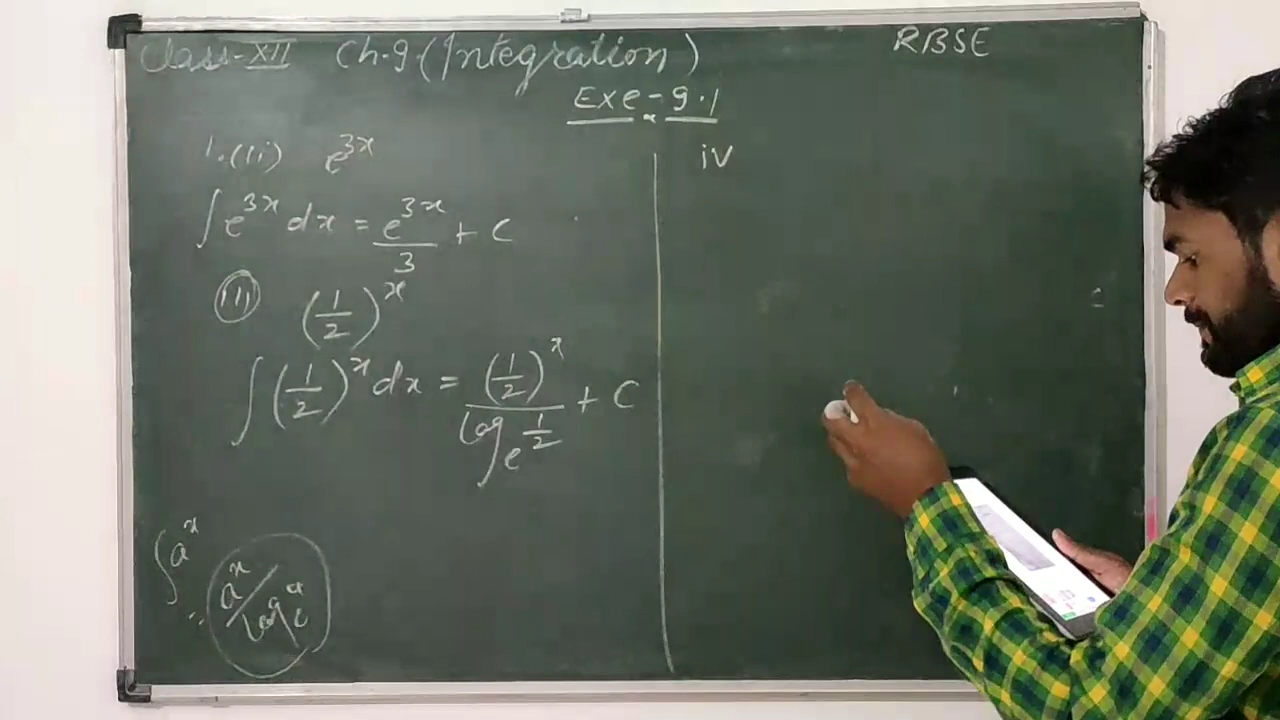 Class-XII Ch.9 (Integration) RBSE
Exe-9.1
1.(ii) e^{3x}
∫ e^{3x} dx = e^{3x}/3 + c
(iii) (1/2)^x
∫ (1/2)^x dx = (1/2)^x / log_e 1/2 + C
∫ a^x
a^x / log_e a
iv